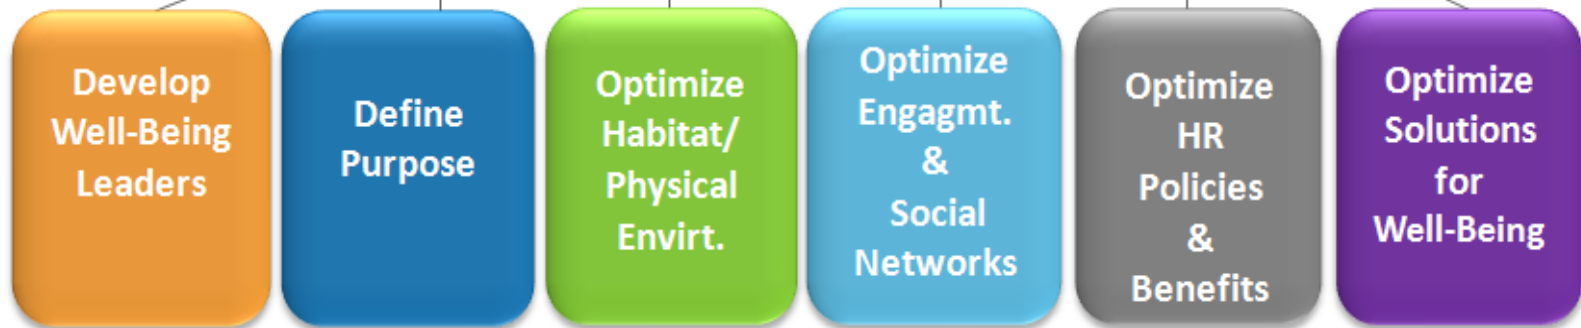 Develop
Well-Being
Leaders
Define
Purpose
Optimize
Habitat/
Physical
Envirt.
Optimize
Engagmt.
&
Social
Networks
Optimize
HR
Policies
&
Benefits
Optimize
Solutions
for
Well-Being